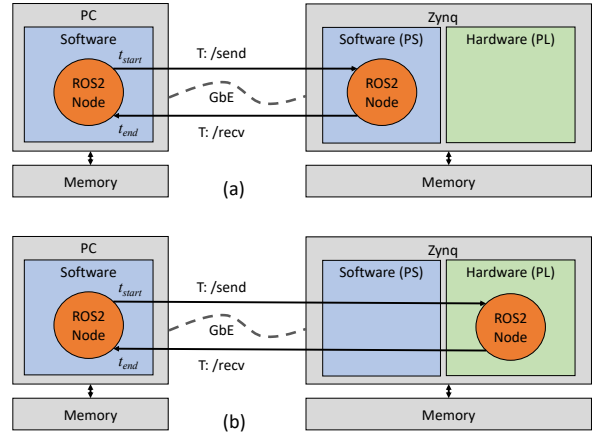 PC
Zynq
Software
Software (PS)
Hardware (PL)
t_start
T: /send
ROS2
Node
GbE
ROS2
Node
t_end
T: /recv
Memory
(a)
Memory
PC
Zynq
Software
Software (PS)
Hardware (PL)
t_start
T: /send
ROS2
Node
GbE
ROS2
Node
t_end
T: /recv
Memory
(b)
Memory